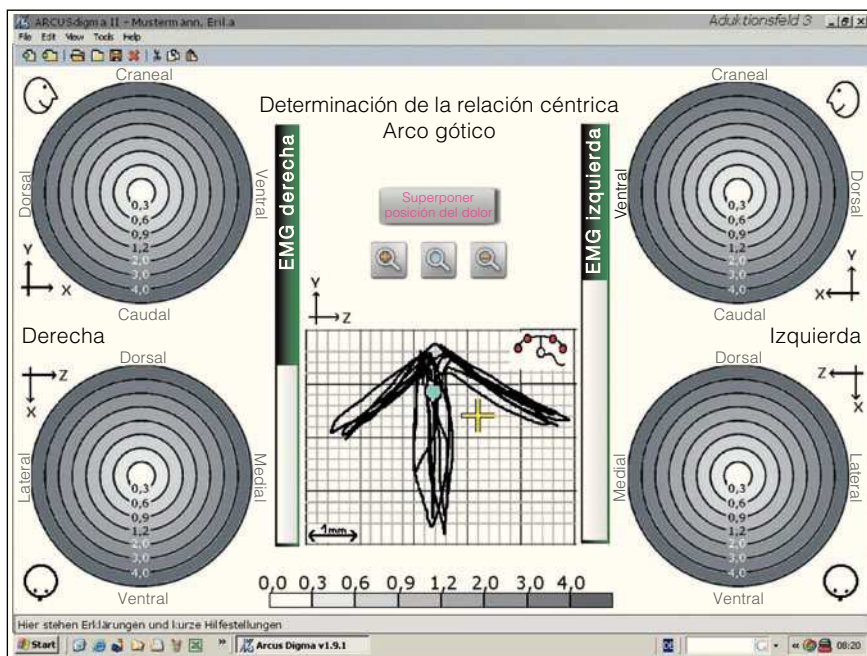 ARCUSdigma II - Mustermann, Erika
Aduktionsfeld 3
File Edit View Tools Help
Craneal
Craneal
Determinación de la relación céntrica
Arco gótico
Dorsal
Ventral
0,3
0,6
0,9
1,2
2,0
3,0
4,0
Y
X
Caudal
EMG derecha
Superponer
posición del dolor
EMG izquierda
Ventral
Dorsal
0,3
0,6
0,9
1,2
2,0
3,0
4,0
Y
X
Caudal
Y
Z
Derecha
Izquierda
Dorsal
Dorsal
Z
X
Lateral
Medial
0,3
0,6
0,9
1,2
2,0
3,0
4,0
Ventral
1mm
Z
X
Medial
Lateral
0,3
0,6
0,9
1,2
2,0
3,0
4,0
Ventral
0,0 0,3 0,6 0,9 1,2 2,0 3,0 4,0
Hier stehen Erklärungen und kurze Hilfestellungen
Start
Arcus Digma v1.9.1
DE
08:20